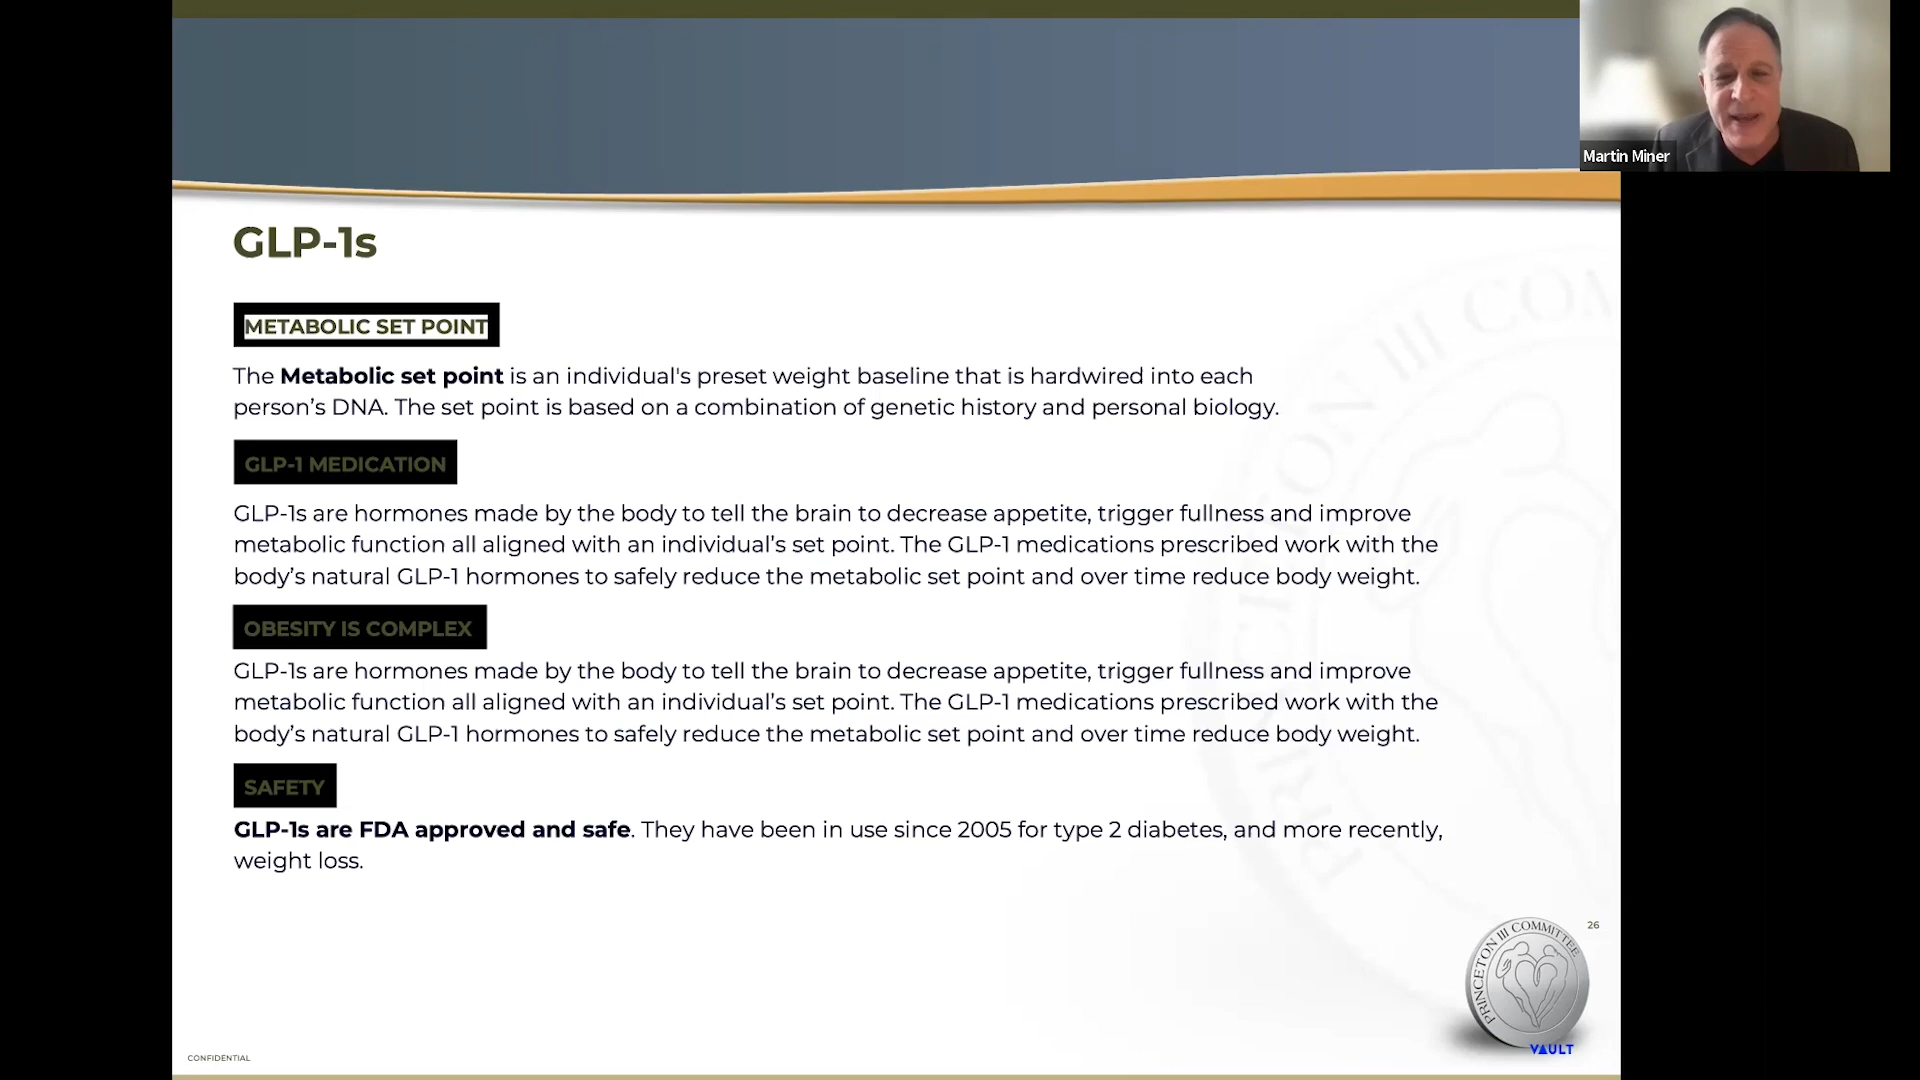 Martin Miner
GLP-1s
METABOLIC SET POINT
The Metabolic set point is an individual's preset weight baseline that is hardwired into each
person’s DNA. The set point is based on a combination of genetic history and personal biology.
GLP-1 MEDICATION
GLP-1s are hormones made by the body to tell the brain to decrease appetite, trigger fullness and improve
metabolic function all aligned with an individual’s set point. The GLP-1 medications prescribed work with the
body’s natural GLP-1 hormones to safely reduce the metabolic set point and over time reduce body weight.
OBESITY IS COMPLEX
GLP-1s are hormones made by the body to tell the brain to decrease appetite, trigger fullness and improve
metabolic function all aligned with an individual’s set point. The GLP-1 medications prescribed work with the
body’s natural GLP-1 hormones to safely reduce the metabolic set point and over time reduce body weight.
SAFETY
GLP-1s are FDA approved and safe. They have been in use since 2005 for type 2 diabetes, and more recently,
weight loss.
PRINCETON III COM
26
PRINCETON III COMMITTEE
VAULT
CONFIDENTIAL